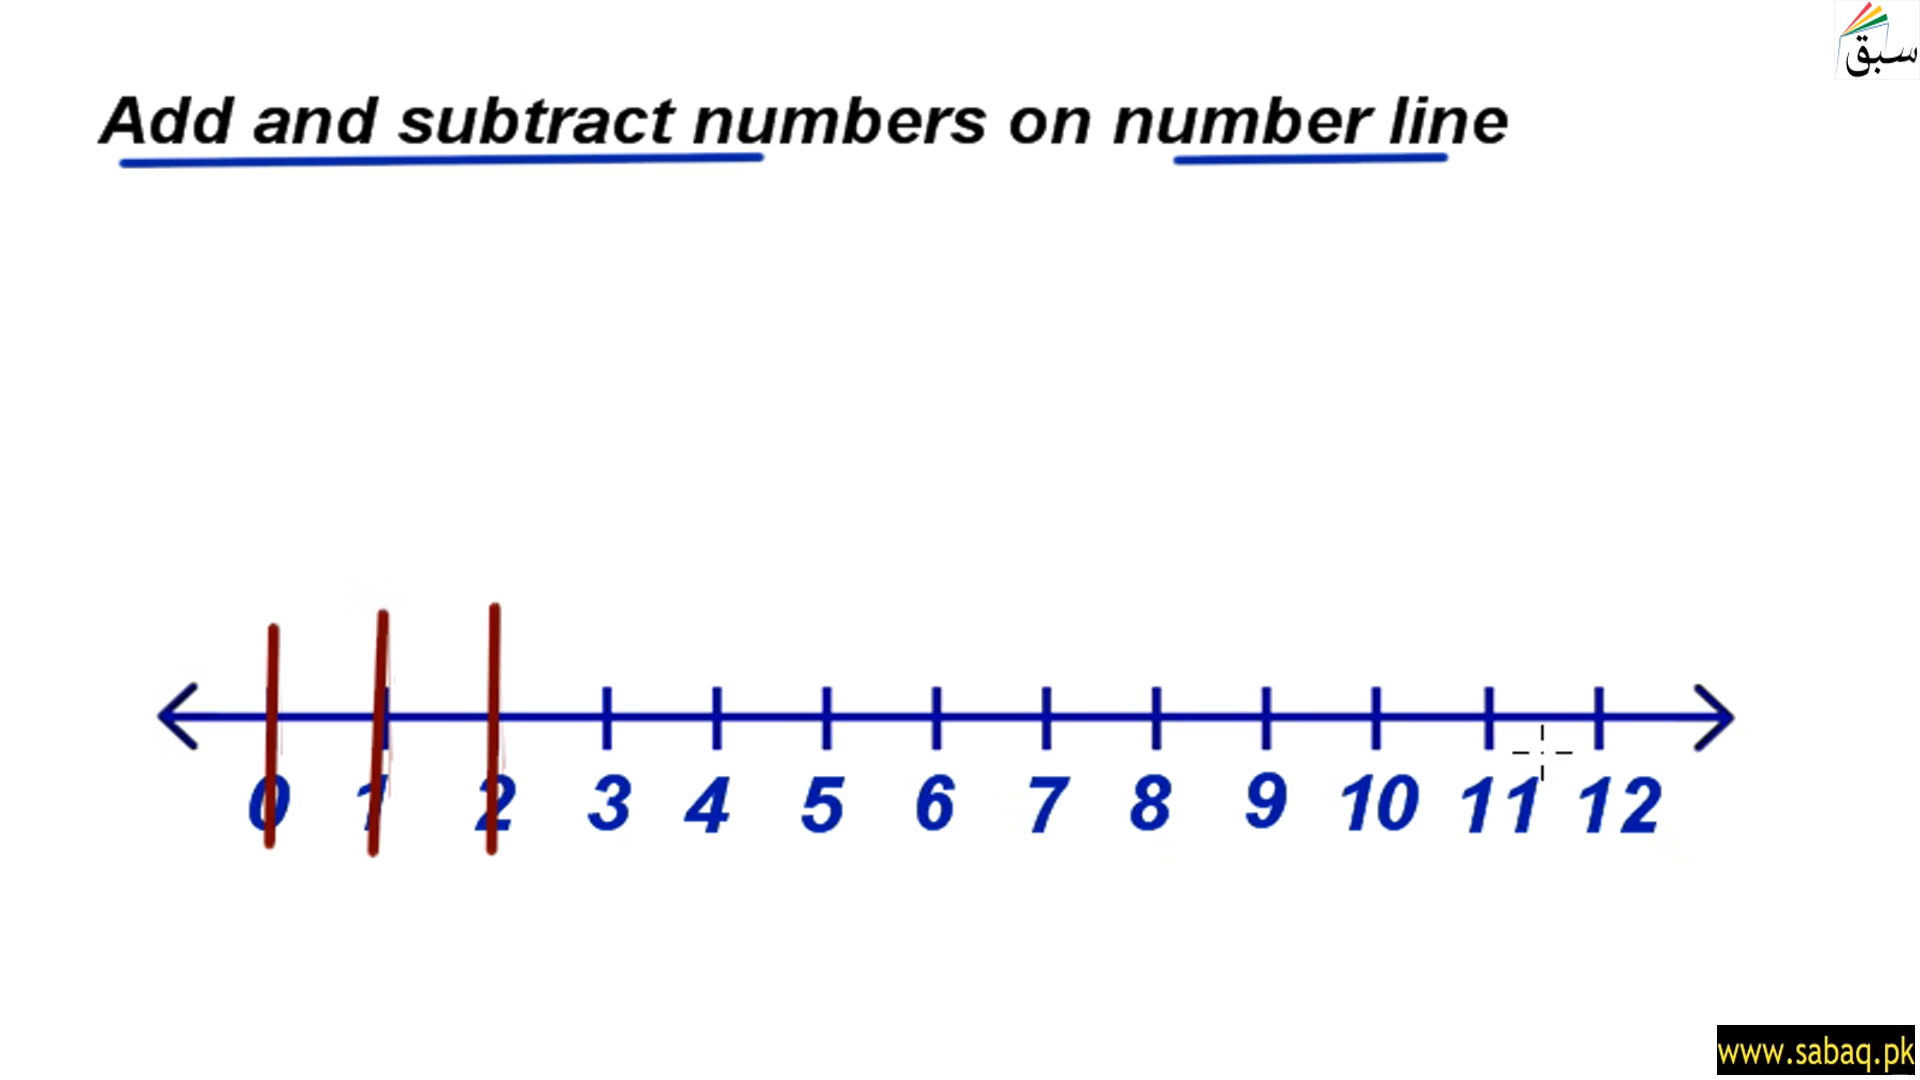 سبق
Add and subtract numbers on number line
0 1 2 3 4 5 6 7 8 9 10 11 12
www.sabaq.pk